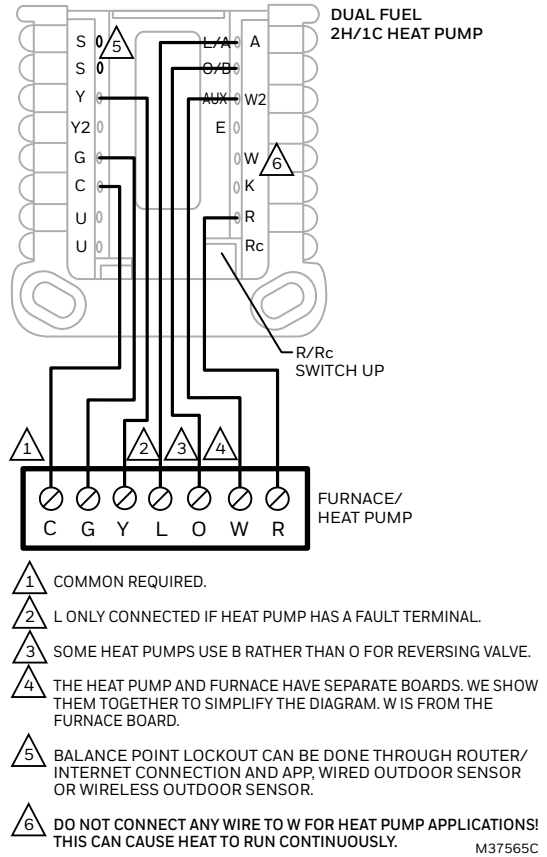 DUAL FUEL
2H/1C HEAT PUMP
S 5 L/A A
S O/B
Y AUX W2
Y2 E
G W 6
C K
U R
U Rc
R/Rc
SWITCH UP
1 2 3 4
FURNACE/
HEAT PUMP
C G Y L O W R
1 COMMON REQUIRED.
2 L ONLY CONNECTED IF HEAT PUMP HAS A FAULT TERMINAL.
3 SOME HEAT PUMPS USE B RATHER THAN O FOR REVERSING VALVE.
4 THE HEAT PUMP AND FURNACE HAVE SEPARATE BOARDS. WE SHOW
THEM TOGETHER TO SIMPLIFY THE DIAGRAM. W IS FROM THE
FURNACE BOARD.
5 BALANCE POINT LOCKOUT CAN BE DONE THROUGH ROUTER/
INTERNET CONNECTION AND APP, WIRED OUTDOOR SENSOR
OR WIRELESS OUTDOOR SENSOR.
6 DO NOT CONNECT ANY WIRE TO W FOR HEAT PUMP APPLICATIONS!
THIS CAN CAUSE HEAT TO RUN CONTINUOUSLY.
M37565C